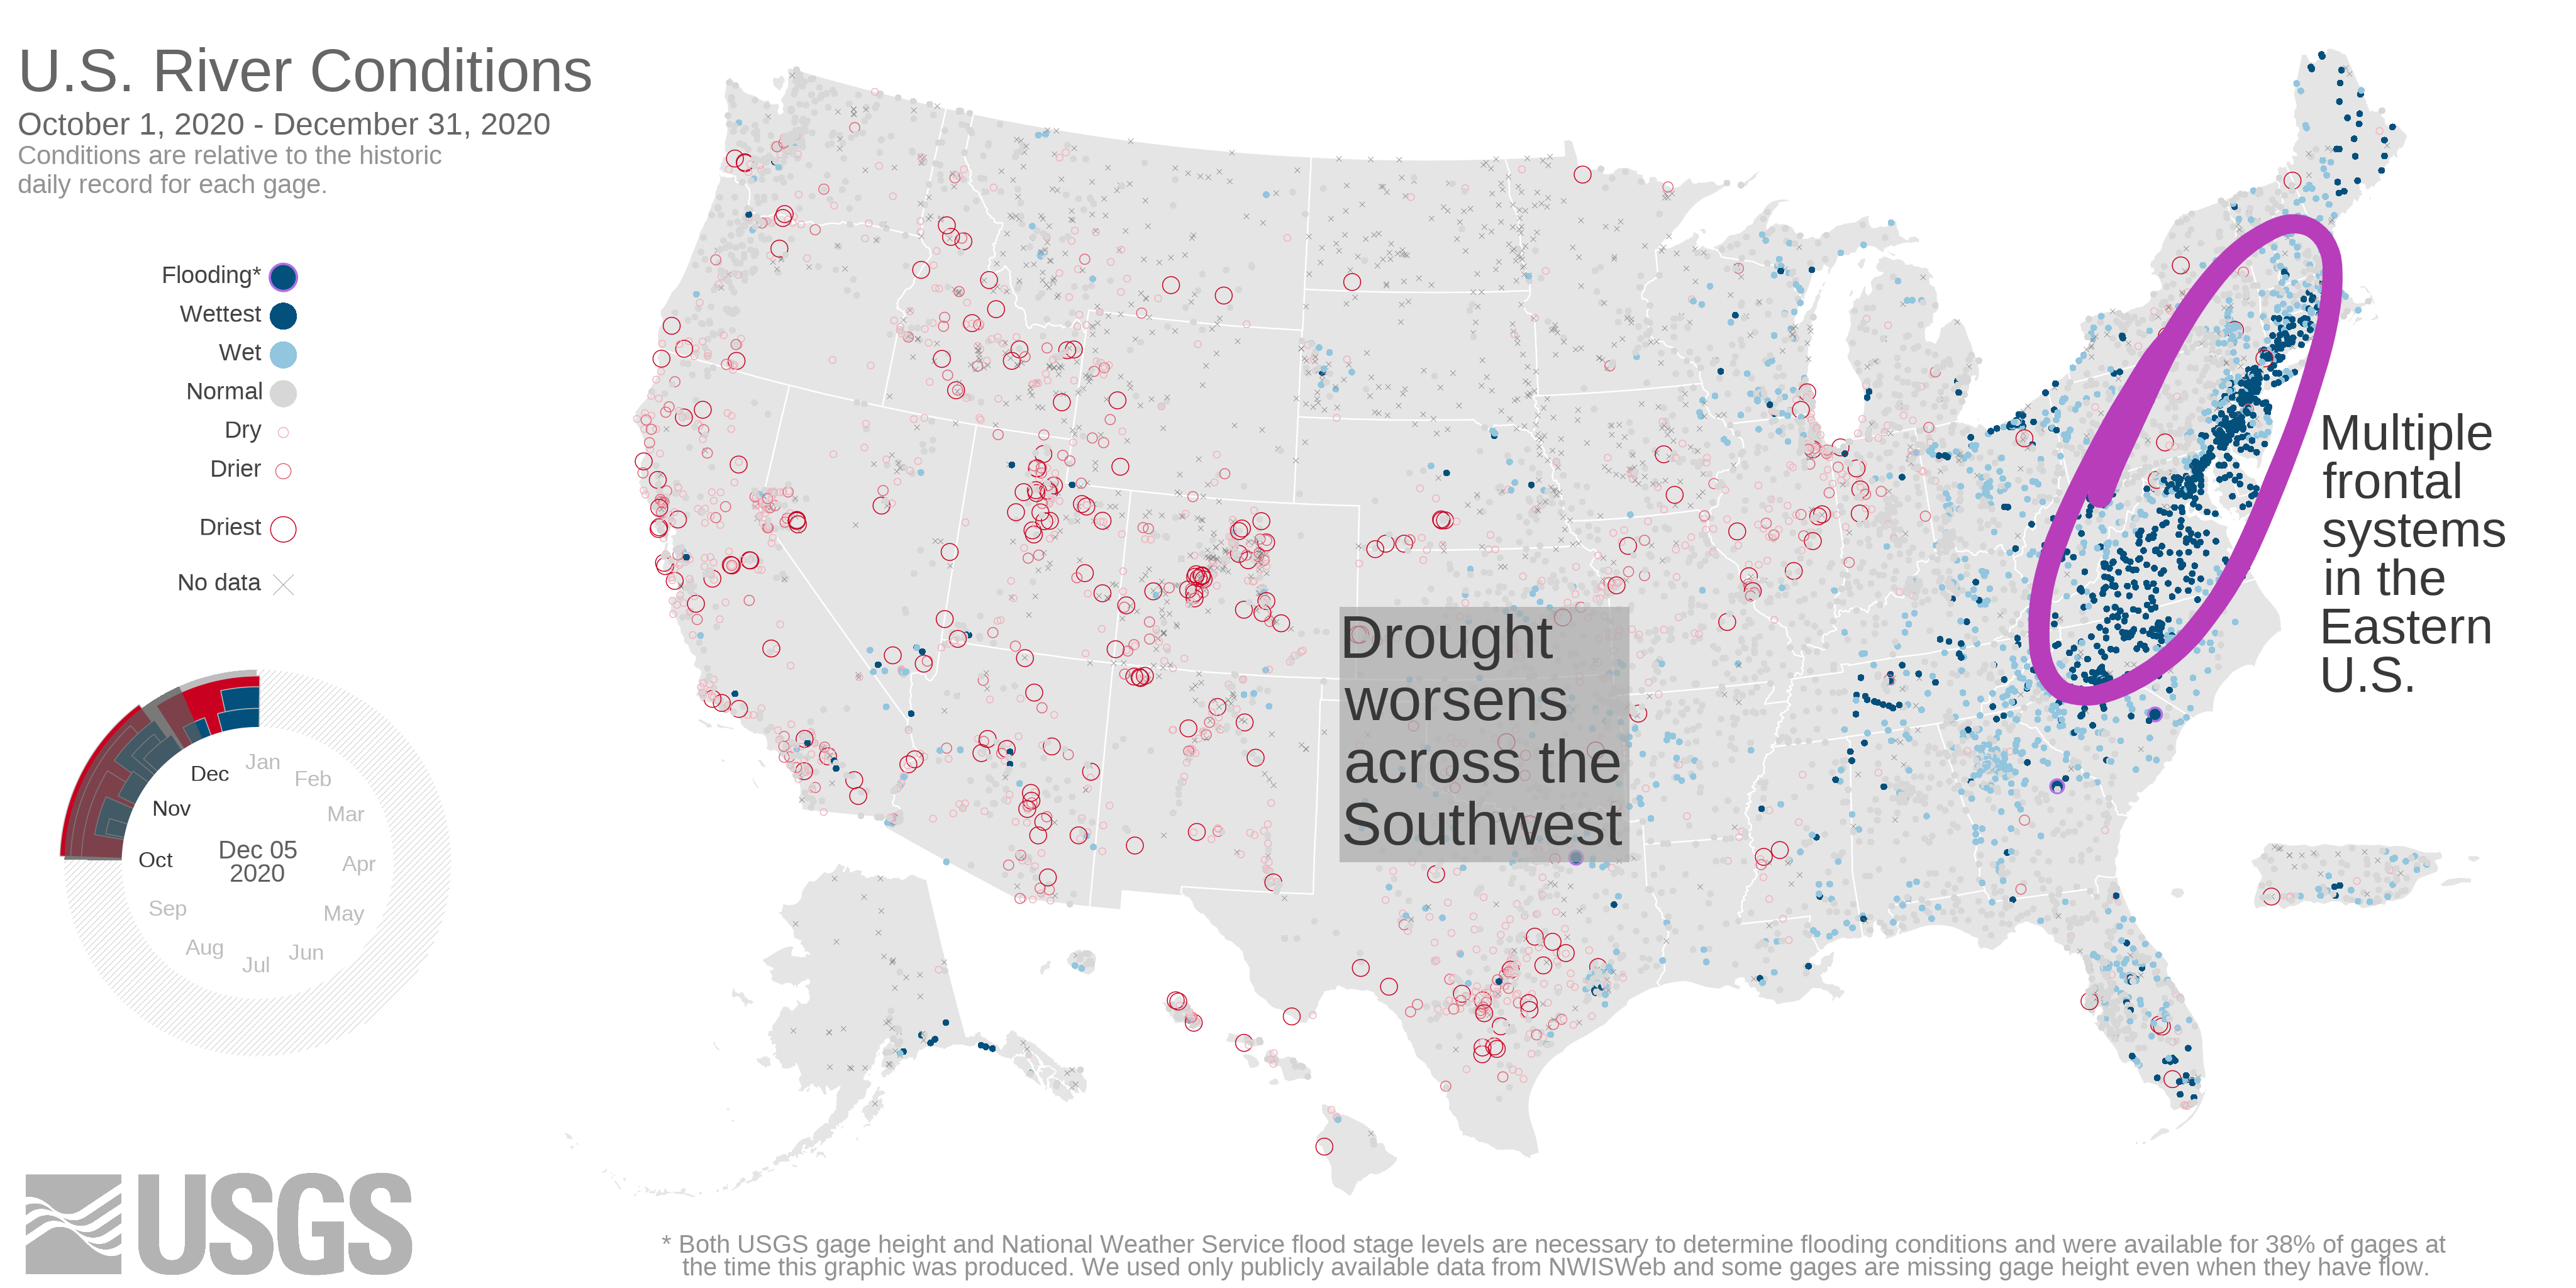 U.S. River Conditions
October 1, 2020 - December 31, 2020
Conditions are relative to the historic
daily record for each gage.
Flooding*
Wettest
Wet
Normal
Dry
Drier
Driest
No data
Multiple
frontal
systems
in the
Eastern
U.S.
Drought
worsens
across the
Southwest
Jan
Feb
Mar
Apr
May
Jun
Jul
Aug
Sep
Oct
Nov
Dec
Dec 05
2020
USGS
* Both USGS gage height and National Weather Service flood stage levels are necessary to determine flooding conditions and were available for 38% of gages at
the time this graphic was produced. We used only publicly available data from NWISWeb and some gages are missing gage height even when they have flow.